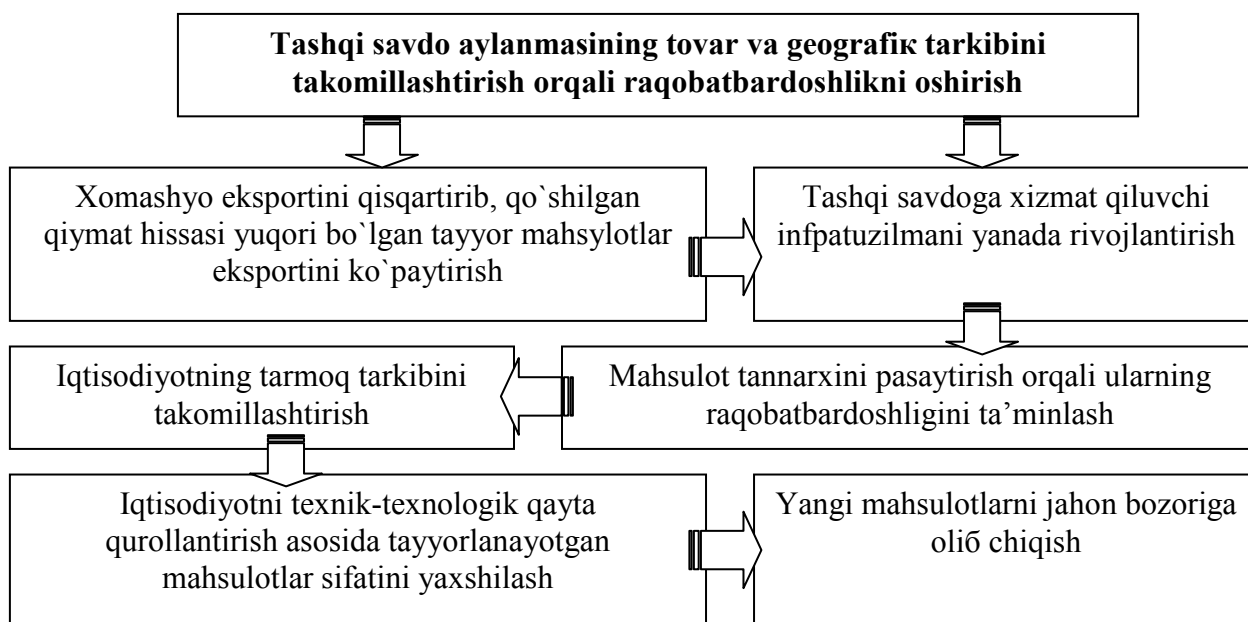 Tashqi savdo aylanmasining tovar va geografiк tarkibini
takomillashtirish orqali raqobatbardoshlikni oshirish
Xomashyo eksportini qisqartirib, qo`shilgan
qiymat hissasi yuqori bo`lgan tayyor mahsylotlar
eksportini ko`paytirish
Tashqi savdoga xizmat qiluvchi
infpatuzilmani yanada rivojlantirish
Mahsulot tannarxini pasaytirish orqali ularning
raqobatbardoshligini ta’minlash
Iqtisodiyotning tarmoq tarkibini
takomillashtirish
Iqtisodiyotni texnik-texnologik qayta
qurollantirish asosida tayyorlanayotgan
mahsulotlar sifatini yaxshilash
Yangi mahsulotlarni jahon bozoriga
oliб chiqish